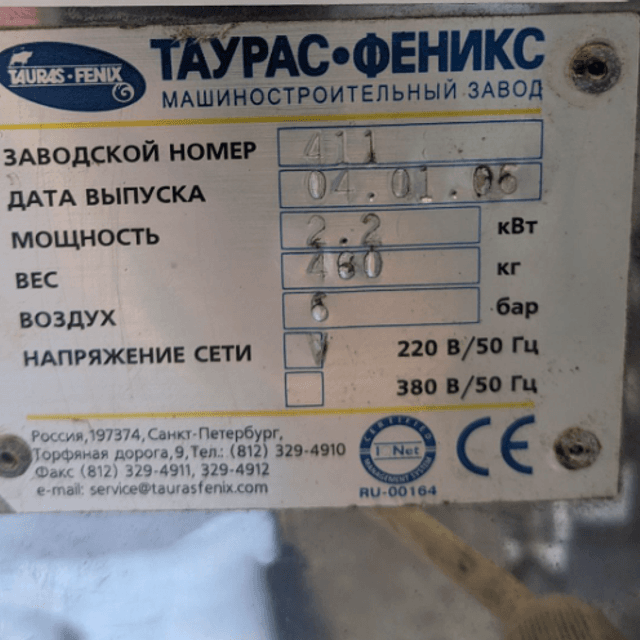 TAURAS-FENIX
ТАУРАС•ФЕНИКС
МАШИНОСТРОИТЕЛЬНЫЙ ЗАВОД
ЗАВОДСКОЙ НОМЕР 411
ДАТА ВЫПУСКА 04.01.06
МОЩНОСТЬ 2.2 кВт
ВЕС 460 кг
ВОЗДУХ 6 бар
НАПРЯЖЕНИЕ СЕТИ V 220 В/50 Гц
380 В/50 Гц
Россия,197374, Санкт-Петербург,
Торфяная дорога, 9, Тел.: (812) 329-4910
Факс (812) 329-4911, 329-4912
e-mail: service@taurasfenix.com
CERTIFIED
I Net
MANAGEMENT SYSTEM
RU-00164
CE